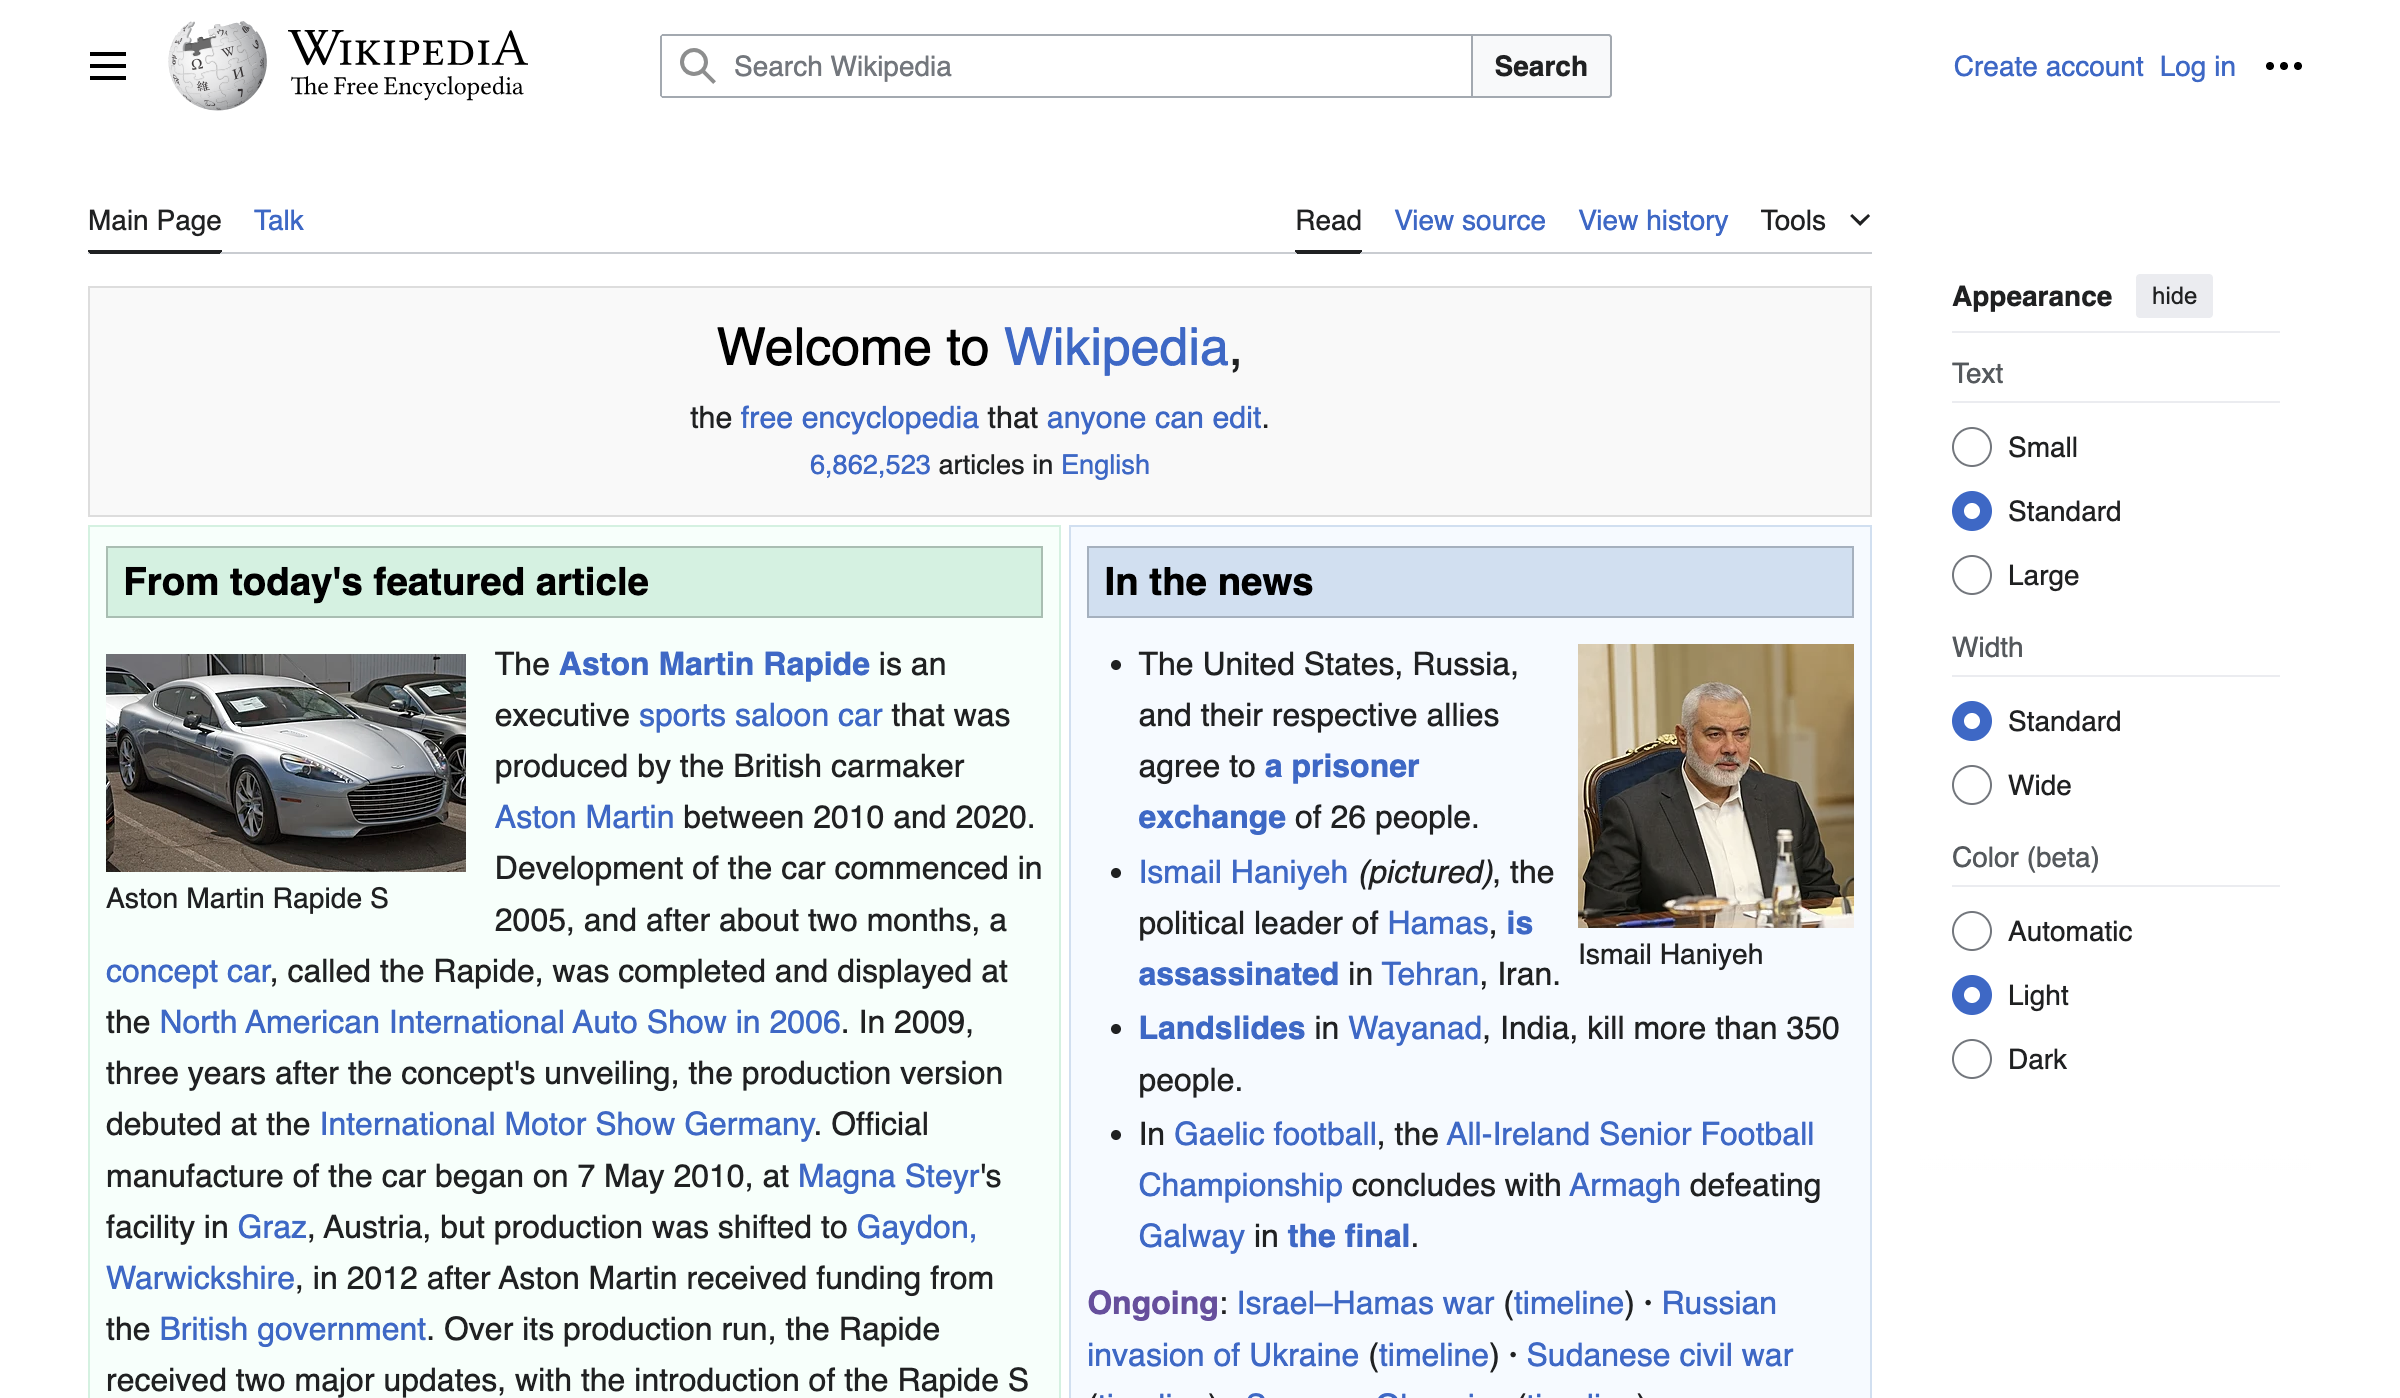 WIKIPEDIA
The Free Encyclopedia
Search Wikipedia
Search
Create account Log in
Main Page Talk
Read View source View history Tools
Welcome to Wikipedia,
the free encyclopedia that anyone can edit.
6,862,523 articles in English
From today's featured article
Aston Martin Rapide S
The Aston Martin Rapide is an
executive sports saloon car that was
produced by the British carmaker
Aston Martin between 2010 and 2020.
Development of the car commenced in
2005, and after about two months, a
concept car, called the Rapide, was completed and displayed at
the North American International Auto Show in 2006. In 2009,
three years after the concept's unveiling, the production version
debuted at the International Motor Show Germany. Official
manufacture of the car began on 7 May 2010, at Magna Steyr's
facility in Graz, Austria, but production was shifted to Gaydon,
Warwickshire, in 2012 after Aston Martin received funding from
the British government. Over its production run, the Rapide
received two major updates, with the introduction of the Rapide S
In the news
• The United States, Russia,
and their respective allies
agree to a prisoner
exchange of 26 people.
• Ismail Haniyeh (pictured), the
political leader of Hamas, is
assassinated in Tehran, Iran.
Ismail Haniyeh
• Landslides in Wayanad, India, kill more than 350
people.
• In Gaelic football, the All-Ireland Senior Football
Championship concludes with Armagh defeating
Galway in the final.
Ongoing: Israel–Hamas war (timeline) · Russian
invasion of Ukraine (timeline) · Sudanese civil war
Appearance hide
Text
Small
Standard
Large
Width
Standard
Wide
Color (beta)
Automatic
Light
Dark